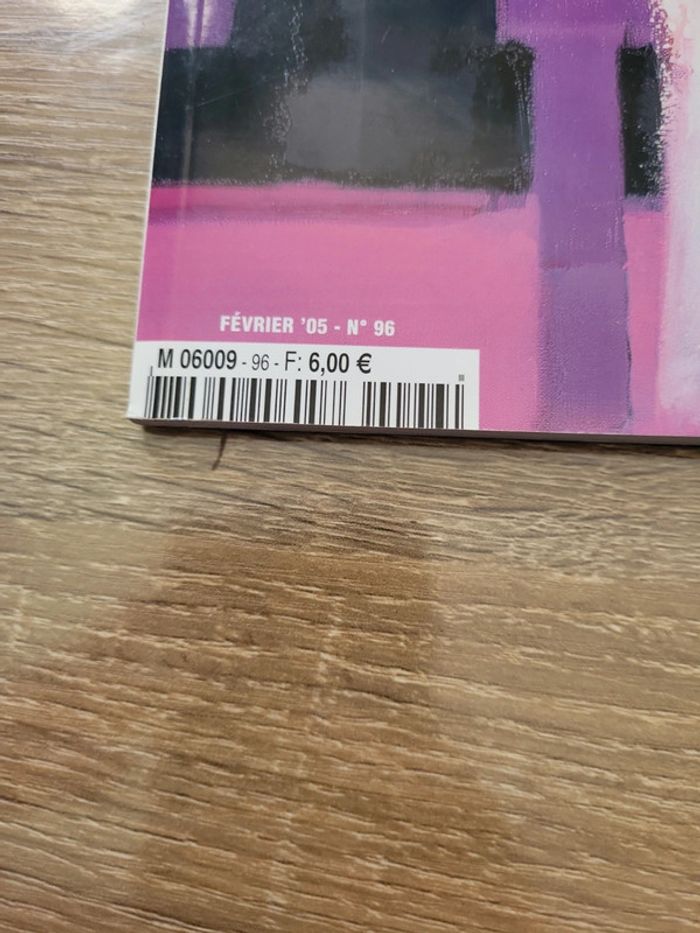 FÉVRIER '05 - N° 96
M 06009 - 96 - F: 6,00 €